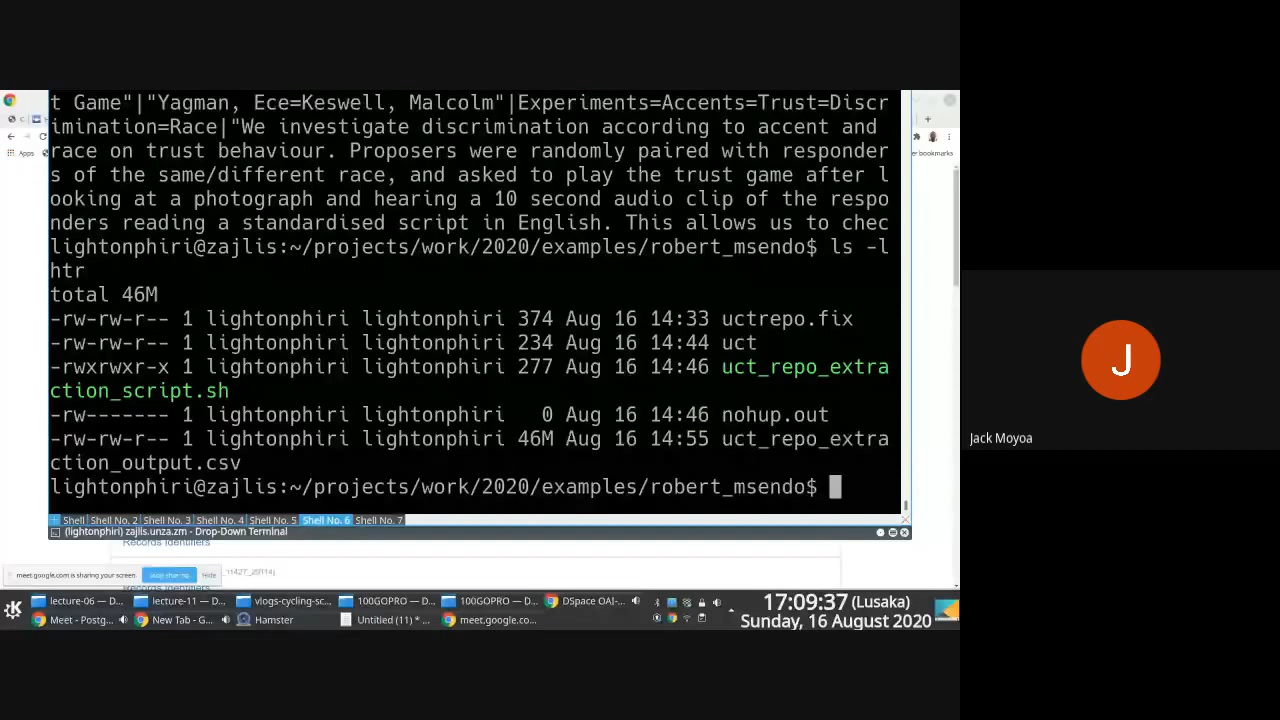 t Game"|"Yagman, Ece=Keswell, Malcolm"|Experiments=Accents=Trust=Discr
imination=Race|"We investigate discrimination according to accent and
race on trust behaviour. Proposers were randomly paired with responder
s of the same/different race, and asked to play the trust game after l
ooking at a photograph and hearing a 10 second audio clip of the respo
nders reading a standardised script in English. This allows us to chec
lightonphiri@zajlis:~/projects/work/2020/examples/robert_msendo$ ls -l
htr
total 46M
-rw-rw-r-- 1 lightonphiri lightonphiri 374 Aug 16 14:33 uctrepo.fix
-rw-rw-r-- 1 lightonphiri lightonphiri 234 Aug 16 14:44 uct
-rwxrwxr-x 1 lightonphiri lightonphiri 277 Aug 16 14:46 uct_repo_extra
ction_script.sh
-rw------- 1 lightonphiri lightonphiri   0 Aug 16 14:46 nohup.out
-rw-rw-r-- 1 lightonphiri lightonphiri 46M Aug 16 14:55 uct_repo_extra
ction_output.csv
lightonphiri@zajlis:~/projects/work/2020/examples/robert_msendo$
Shell Shell No. 2 Shell No. 3 Shell No. 4 Shell No. 5 Shell No. 6 Shell No. 7
(lightonphiri) zajlis.unza.zm - Drop-Down Terminal
Apps
er bookmarks
Records Identifiers
meet.google.com is sharing your screen. Stop sharing Hide
lecture-06 — D... lecture-11 — D... vlogs-cycling-sc... 100GOPRO — D... 100GOPRO — D... DSpace OAI-...
Meet - Postg... New Tab - G... Hamster Untitled (11) * ... meet.google.co...
17:09:37 (Lusaka)
Sunday, 16 August 2020
J
Jack Moyoa